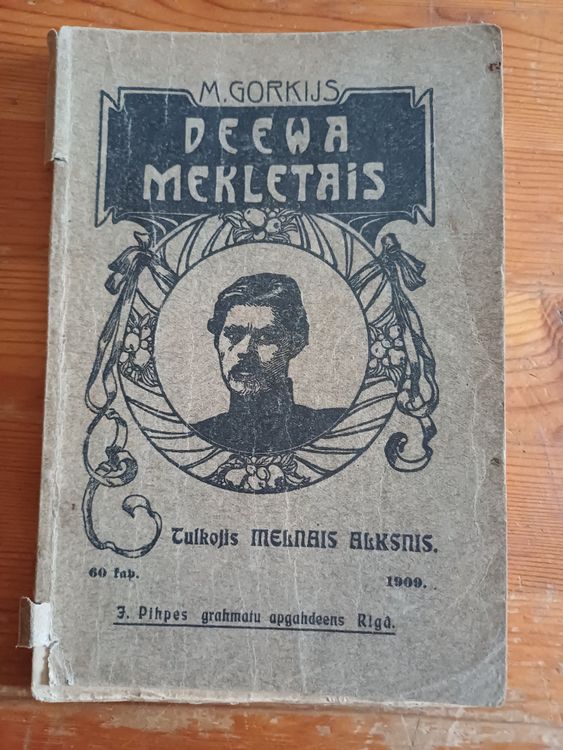 M. GORKIJS
DEEWA
MEKLETAIS
Tulkojis MELNAIS ALKSNIS.
60 kap. 1909.
J. Pihpes grahmatu apgahdeens Rigâ.